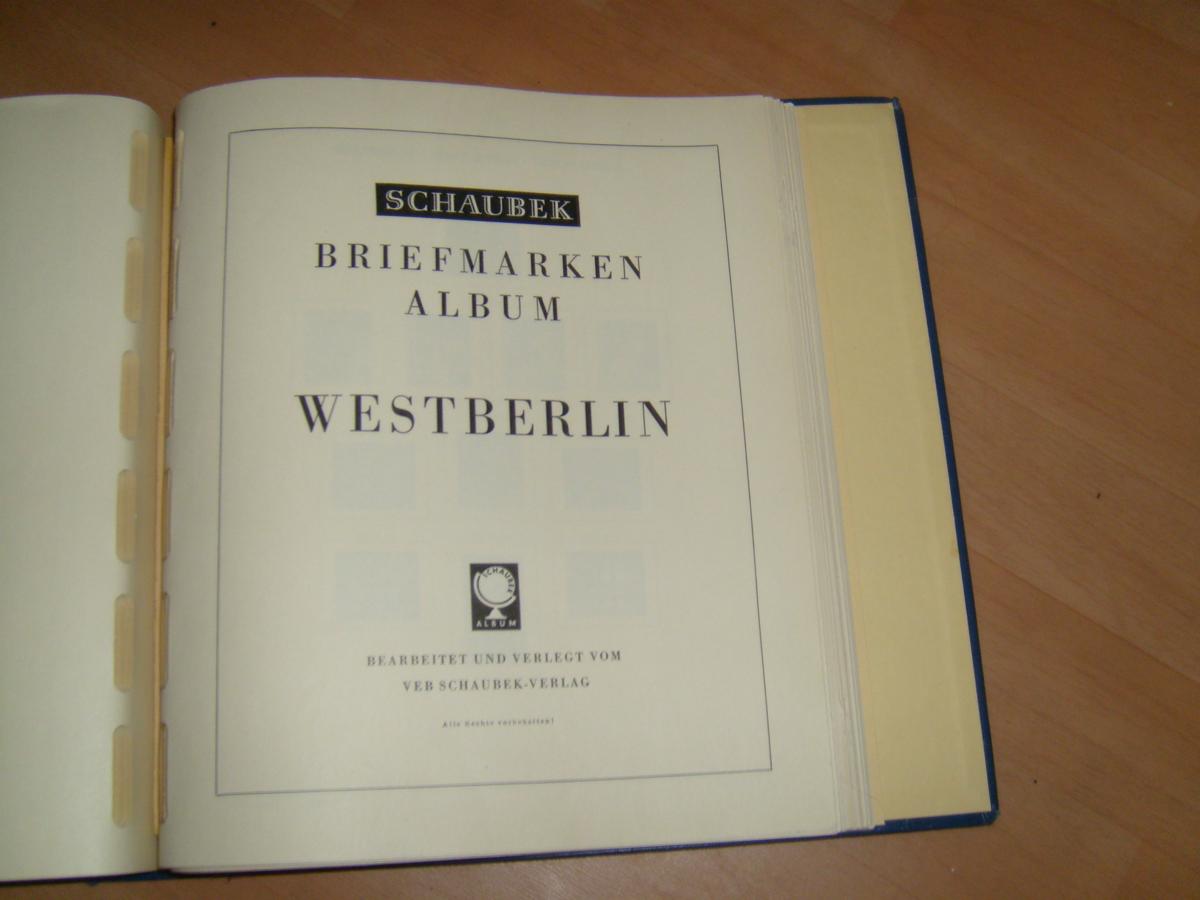 SCHAUBEK
BRIEFMARKEN
ALBUM
WESTBERLIN
SCHAUBEK
ALBUM
BEARBEITET UND VERLEGT VOM
VEB SCHAUBEK-VERLAG
Alle Rechte vorbehalten!